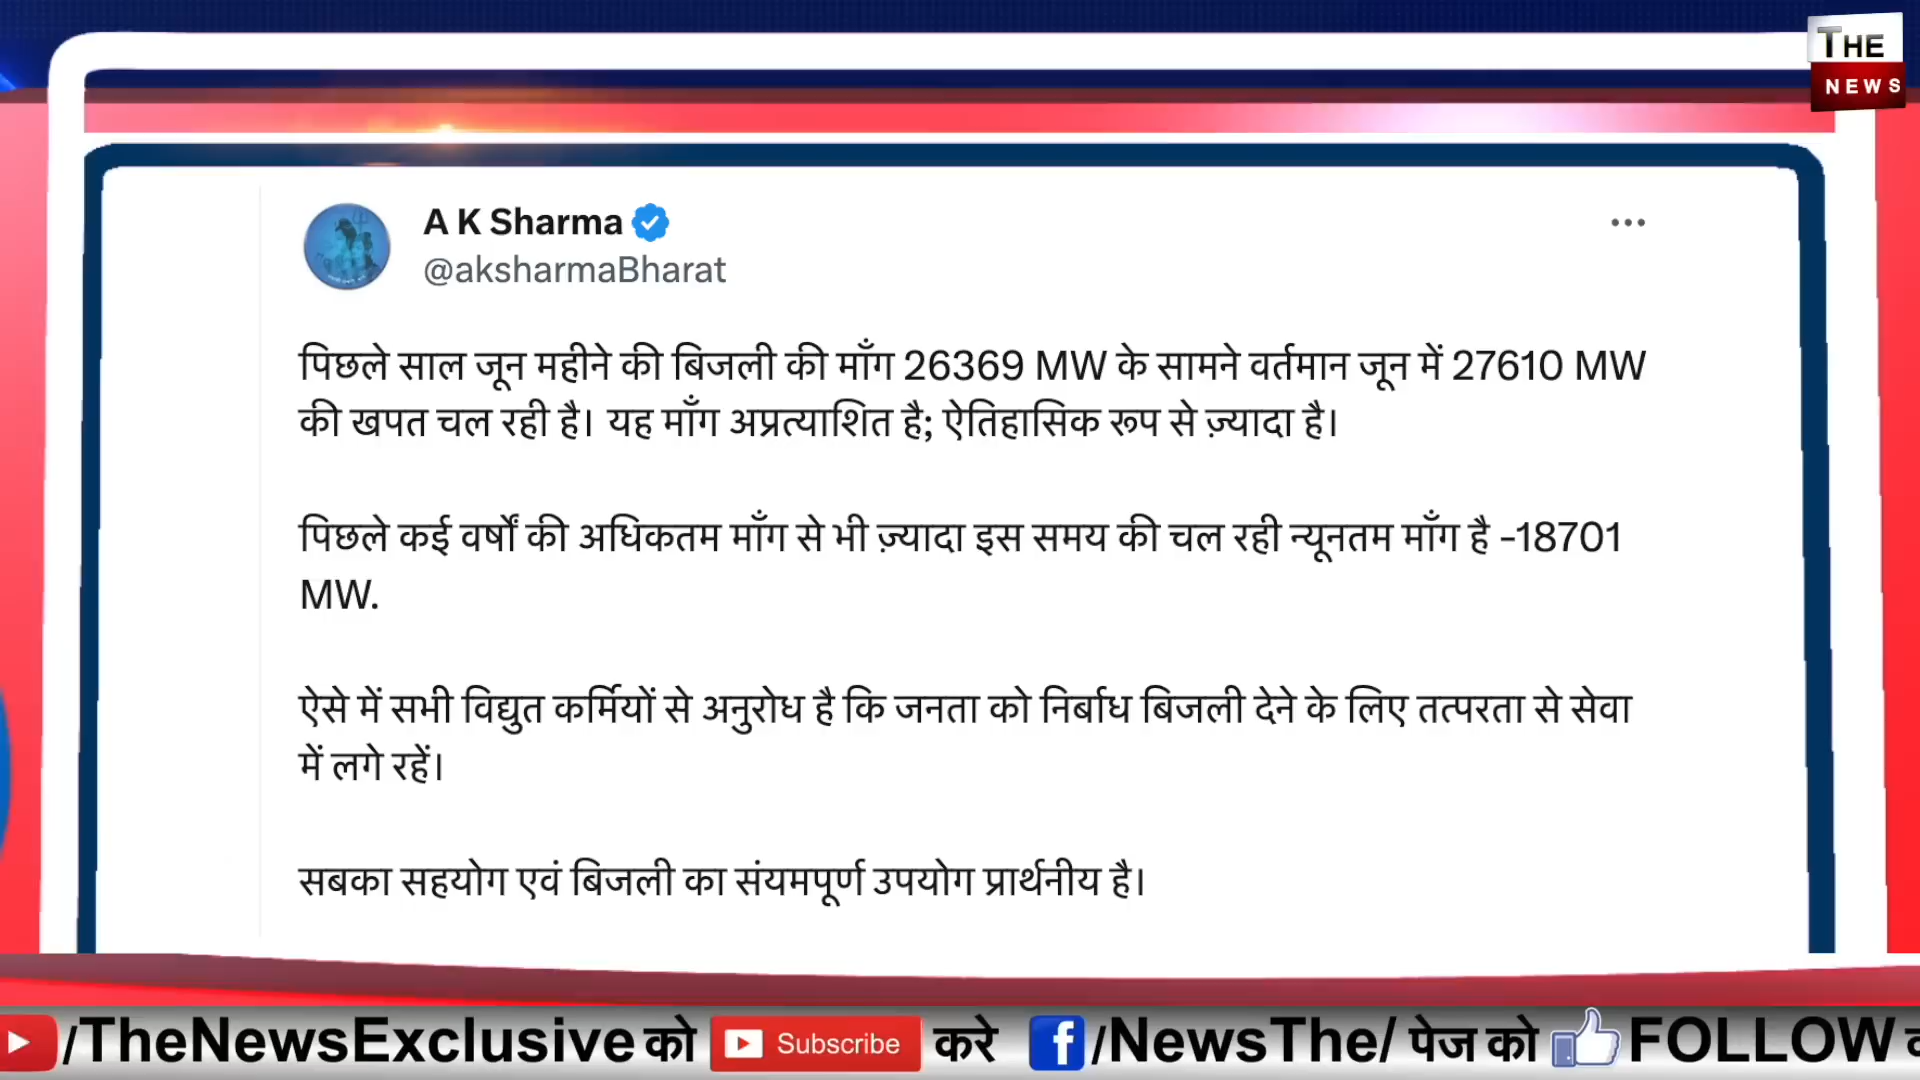 THE
NEWS
A K Sharma
@aksharmaBharat
पिछले साल जून महीने की बिजली की माँग 26369 MW के सामने वर्तमान जून में 27610 MW
की खपत चल रही है। यह माँग अप्रत्याशित है; ऐतिहासिक रूप से ज़्यादा है।
पिछले कई वर्षों की अधिकतम माँग से भी ज़्यादा इस समय की चल रही न्यूनतम माँग है -18701
MW.
ऐसे में सभी विद्युत कर्मियों से अनुरोध है कि जनता को निर्बाध बिजली देने के लिए तत्परता से सेवा
में लगे रहें।
सबका सहयोग एवं बिजली का संयमपूर्ण उपयोग प्रार्थनीय है।
/TheNewsExclusive को Subscribe करे f/NewsThe/ पेज को FOLLOW